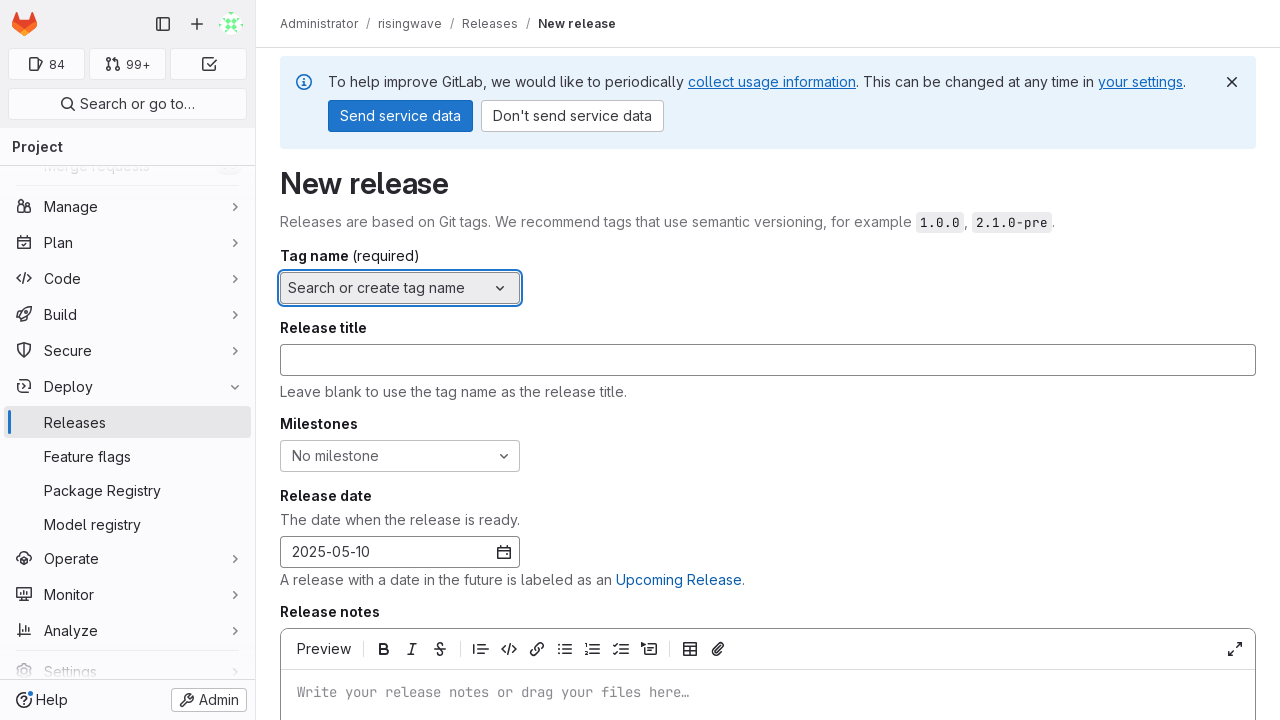 Administrator / risingwave / Releases / New release
84
99+
Search or go to…
Project
Merge requests
Manage
Plan
Code
Build
Secure
Deploy
Releases
Feature flags
Package Registry
Model registry
Operate
Monitor
Analyze
Settings
Help
Admin
To help improve GitLab, we would like to periodically collect usage information. This can be changed at any time in your settings.
Send service data
Don't send service data
New release
Releases are based on Git tags. We recommend tags that use semantic versioning, for example 1.0.0, 2.1.0-pre.
Tag name (required)
Search or create tag name
Release title
Leave blank to use the tag name as the release title.
Milestones
No milestone
Release date
The date when the release is ready.
2025-05-10
A release with a date in the future is labeled as an Upcoming Release.
Release notes
Preview
Write your release notes or drag your files here…